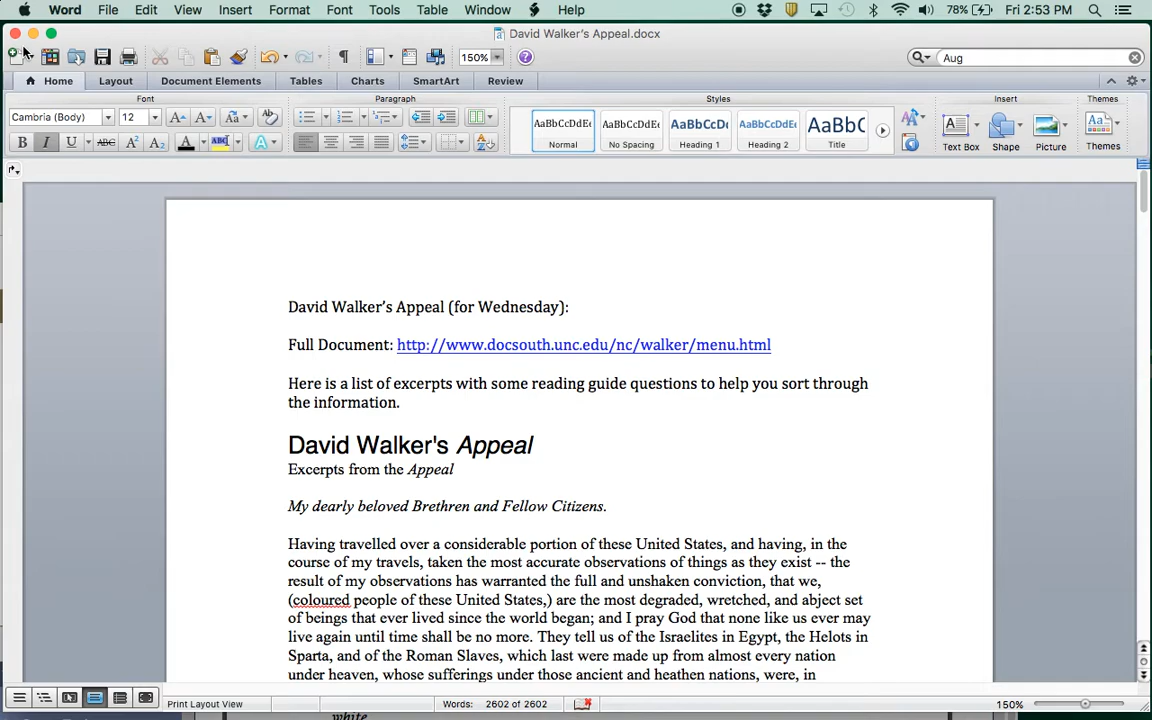 Word File Edit View Insert Format Font Tools Table Window Help 78% Fri 2:53 PM
David Walker's Appeal.docx
150% Aug
Home Layout Document Elements Tables Charts SmartArt Review
Font Paragraph Styles Insert Themes
Cambria (Body) 12 AaBbCcDdEe AaBbCcDdEe AaBbCcDc AaBbCcDdEe AaBbC Aa
B I U ABC A2 A2 A ABC A Normal No Spacing Heading 1 Heading 2 Title Text Box Shape Picture Themes
David Walker's Appeal (for Wednesday):
Full Document: http://www.docsouth.unc.edu/nc/walker/menu.html
Here is a list of excerpts with some reading guide questions to help you sort through
the information.
David Walker's Appeal
Excerpts from the Appeal
My dearly beloved Brethren and Fellow Citizens.
Having travelled over a considerable portion of these United States, and having, in the
course of my travels, taken the most accurate observations of things as they exist -- the
result of my observations has warranted the full and unshaken conviction, that we,
(coloured people of these United States,) are the most degraded, wretched, and abject set
of beings that ever lived since the world began; and I pray God that none like us ever may
live again until time shall be no more. They tell us of the Israelites in Egypt, the Helots in
Sparta, and of the Roman Slaves, which last were made up from almost every nation
under heaven, whose sufferings under those ancient and heathen nations, were, in
Print Layout View Words: 2602 of 2602 150%
white